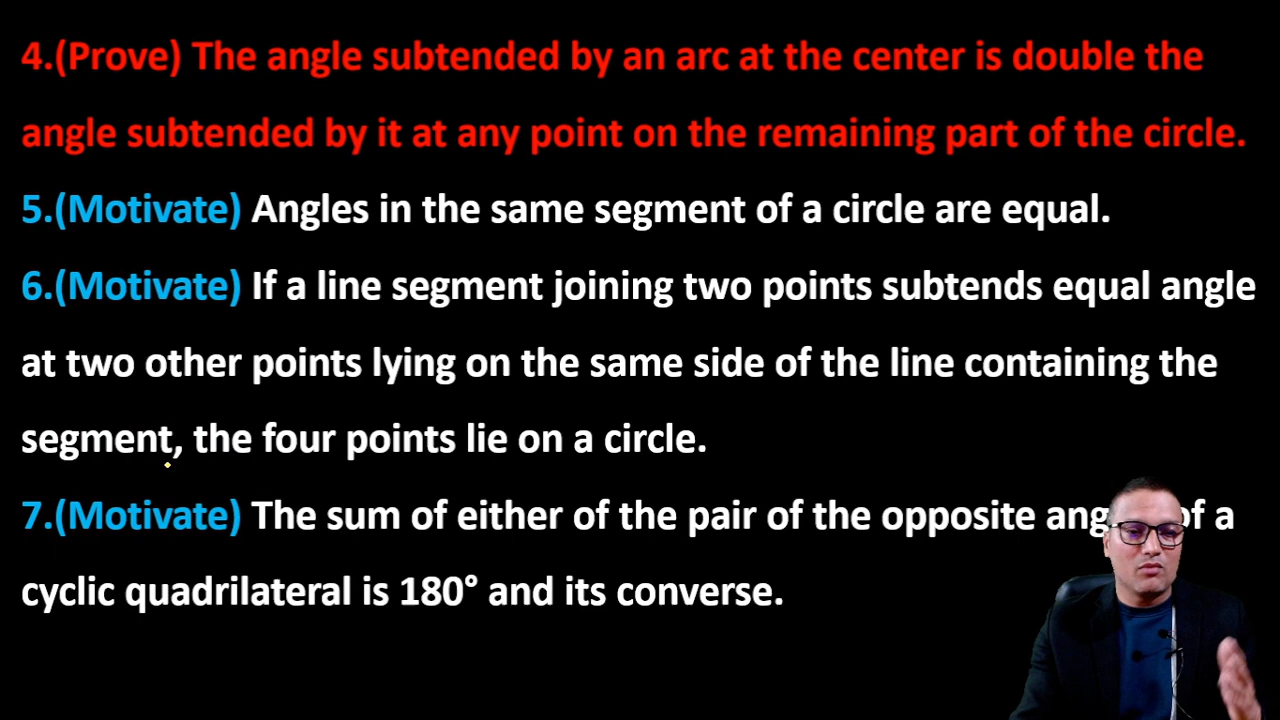 4.(Prove) The angle subtended by an arc at the center is double the
angle subtended by it at any point on the remaining part of the circle.
5.(Motivate) Angles in the same segment of a circle are equal.
6.(Motivate) If a line segment joining two points subtends equal angle
at two other points lying on the same side of the line containing the
segment, the four points lie on a circle.
7.(Motivate) The sum of either of the pair of the opposite of a
cyclic quadrilateral is 180° and its converse.